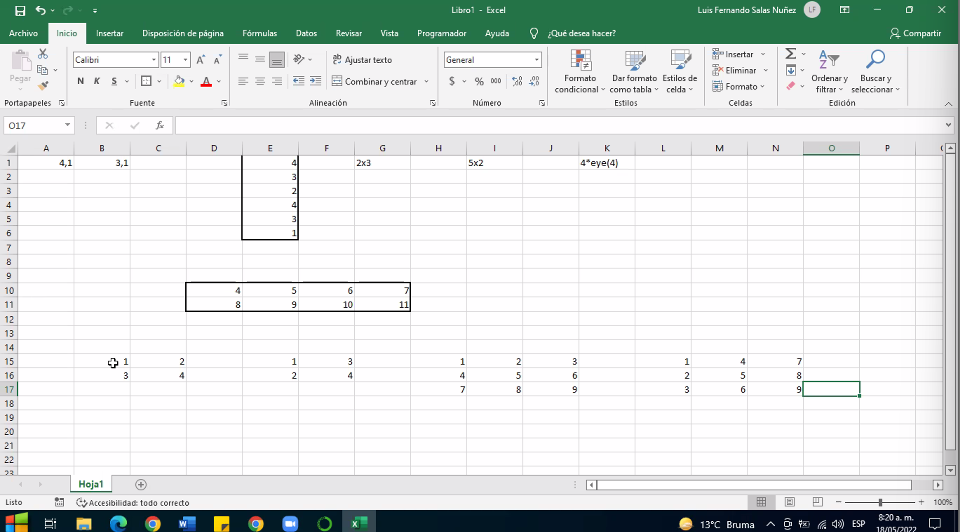 Libro1 - Excel
Luis Fernando Salas Nuñez LF
Archivo Inicio Insertar Disposición de página Fórmulas Datos Revisar Vista Programador Ayuda ¿Qué desea hacer? Compartir
Pegar
Calibri 11
N K S
Ajustar texto
Combinar y centrar
General
$ % 000
Formato condicional
Dar formato como tabla
Estilos de celda
Insertar
Eliminar
Formato
Ordenar y filtrar
Buscar y seleccionar
Portapapeles Fuente Alineación Número Estilos Celdas Edición
O17
A B C D E F G H I J K L M N O P
1 4,1 3,1 4 2x3 5x2 4*eye(4)
2 3
3 2
4 4
5 3
6 1
7
8
9
10 4 5 6 7
11 8 9 10 11
12
13
14
15 1 2 1 3 1 2 3 1 4 7
16 3 4 2 4 4 5 6 2 5 8
17 7 8 9 3 6 9
18
19
20
21
22
23
Hoja1
Listo Accesibilidad: todo correcto 100%
13°C Bruma ESP 8:20 a. m.
18/05/2022